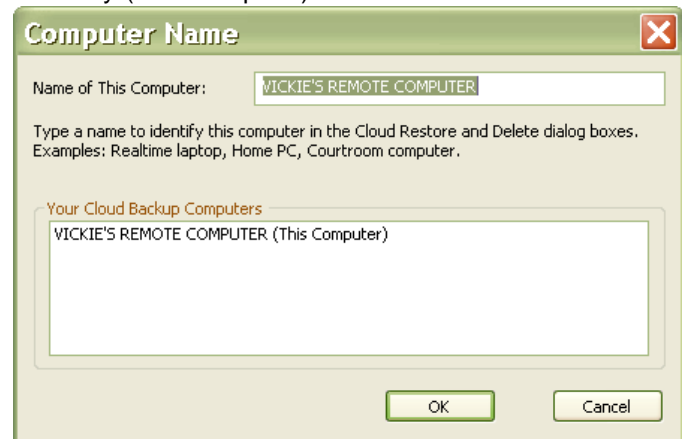 Computer Name
Name of This Computer: VICKIE'S REMOTE COMPUTER
Type a name to identify this computer in the Cloud Restore and Delete dialog boxes.
Examples: Realtime laptop, Home PC, Courtroom computer.
Your Cloud Backup Computers
VICKIE'S REMOTE COMPUTER (This Computer)
OK Cancel